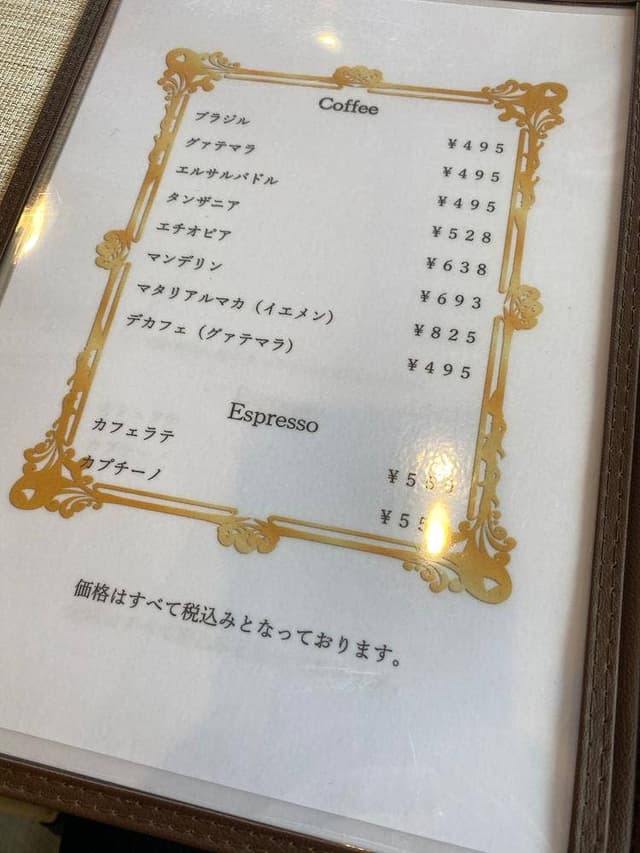 Coffee
ブラジル ¥495
グァテマラ ¥495
エルサルバドル ¥495
タンザニア ¥528
エチオピア ¥638
マンデリン ¥693
マタリアルマカ（イエメン） ¥825
デカフェ（グァテマラ） ¥495
Espresso
カフェラテ
カプチーノ
価格はすべて税込みとなっております。